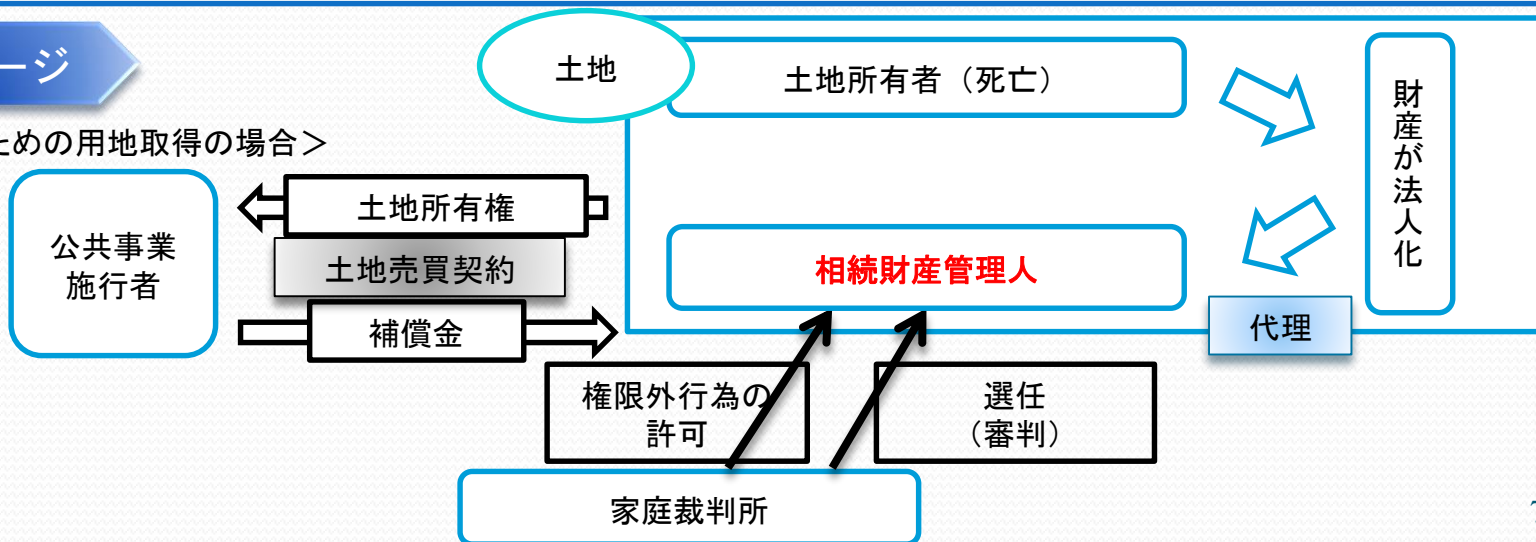 ージ
土地
土地所有者（死亡）
財産が法人化
ための用地取得の場合＞
公共事業
施行者
土地所有権
土地売買契約
補償金
相続財産管理人
代理
権限外行為の
許可
選任
（審判）
家庭裁判所